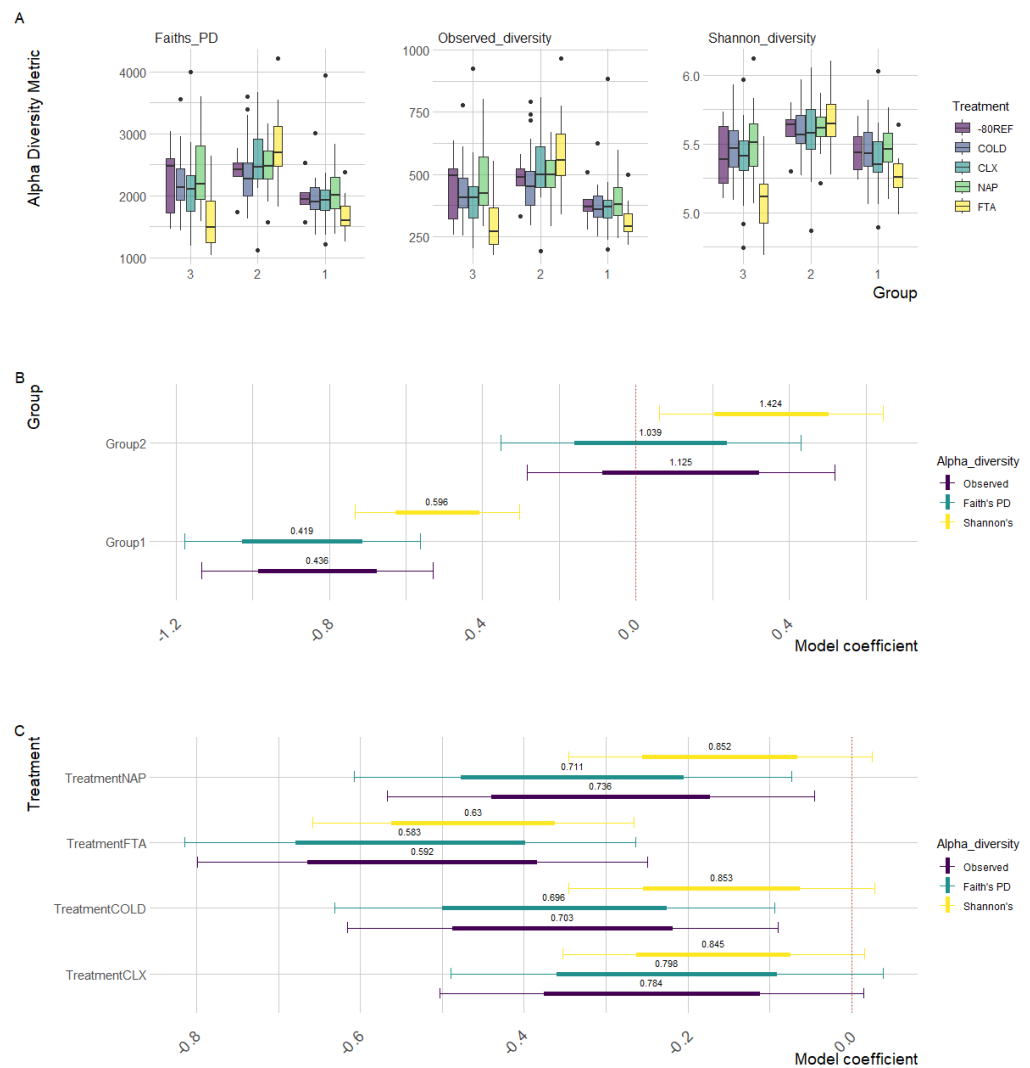 A
Faiths_PD
Observed_diversity
Shannon_diversity
Alpha Diversity Metric
4000
3000
2000
1000
3 2 1
1000
750
500
250
3 2 1
6.0
5.5
5.0
3 2 1
Group
Treatment
-80REF
COLD
CLX
NAP
FTA
B
Group
Group2
Group1
1.424
1.039
1.125
0.596
0.419
0.436
-1.2 -0.8 -0.4 0.0 0.4
Model coefficient
Alpha_diversity
Observed
Faith's PD
Shannon's
C
Treatment
TreatmentNAP
TreatmentFTA
TreatmentCOLD
TreatmentCLX
0.852
0.711
0.736
0.63
0.583
0.592
0.853
0.696
0.703
0.845
0.798
0.784
-0.8 -0.6 -0.4 -0.2 0.0
Model coefficient
Alpha_diversity
Observed
Faith's PD
Shannon's